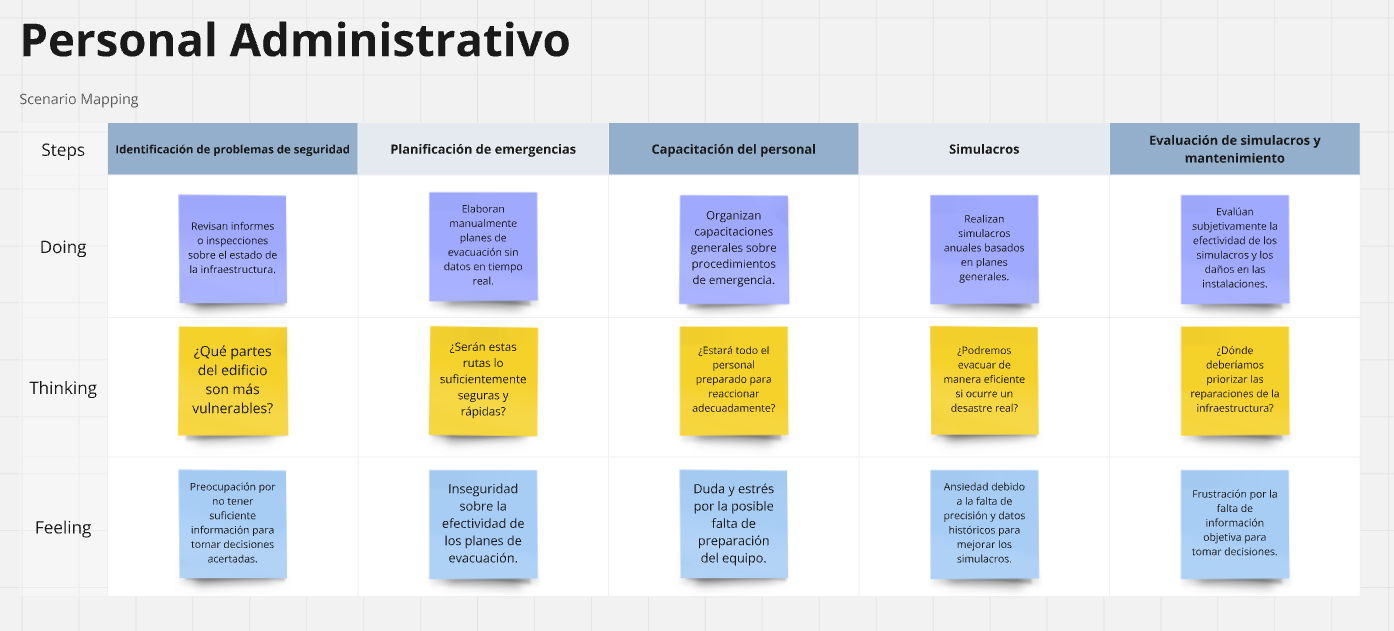 Personal Administrativo
Scenario Mapping
Steps
Identificación de problemas de seguridad
Planificación de emergencias
Capacitación del personal
Simulacros
Evaluación de simulacros y
mantenimiento
Doing
Revisan informes
o inspecciones
sobre el estado de
la infraestructura.
Elaboran
manualmente
planes de
evacuación sin
datos en tiempo
real.
Organizan
capacitaciones
generales sobre
procedimientos
de emergencia.
Realizan
simulacros
anuales basados
en planes
generales.
Evalúan
subjetivamente la
efectividad de los
simulacros y los
daños en las
instalaciones.
Thinking
¿Qué partes
del edificio
son más
vulnerables?
¿Serán estas
rutas lo
suficientemente
seguras y
rápidas?
¿Estará todo el
personal
preparado para
reaccionar
adecuadamente?
¿Podremos
evacuar de
manera eficiente
si ocurre un
desastre real?
¿Dónde
deberíamos
priorizar las
reparaciones de la
infraestructura?
Feeling
Preocupación por
no tener
suficiente
información para
tomar decisiones
acertadas.
Inseguridad
sobre la
efectividad de
los planes de
evacuación.
Duda y estrés
por la posible
falta de
preparación
del equipo.
Ansiedad debido
a la falta de
precisión y datos
históricos para
mejorar los
simulacros.
Frustración por la
falta de
información
objetiva para
tomar decisiones.